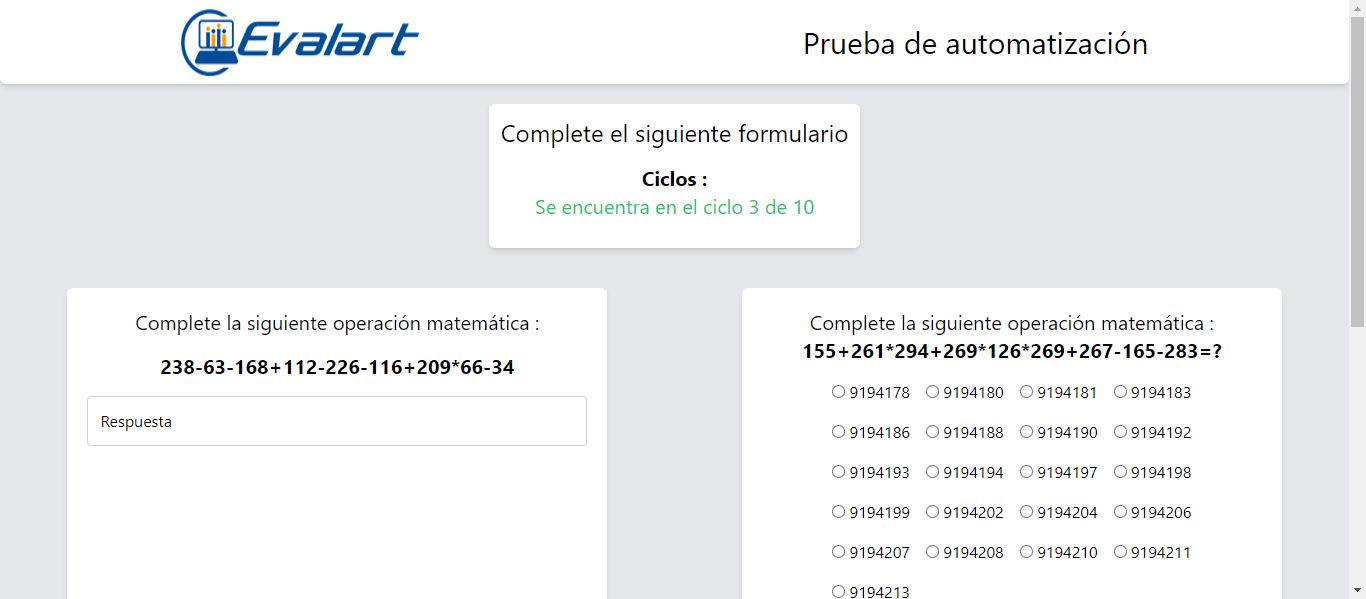 Evalart
Prueba de automatización
Complete el siguiente formulario
Ciclos :
Se encuentra en el ciclo 3 de 10
Complete la siguiente operación matemática :
238-63-168+112-226-116+209*66-34
Respuesta
Complete la siguiente operación matemática :
155+261*294+269*126*269+267-165-283=?
9194178 9194180 9194181 9194183
9194186 9194188 9194190 9194192
9194193 9194194 9194197 9194198
9194199 9194202 9194204 9194206
9194207 9194208 9194210 9194211
9194213